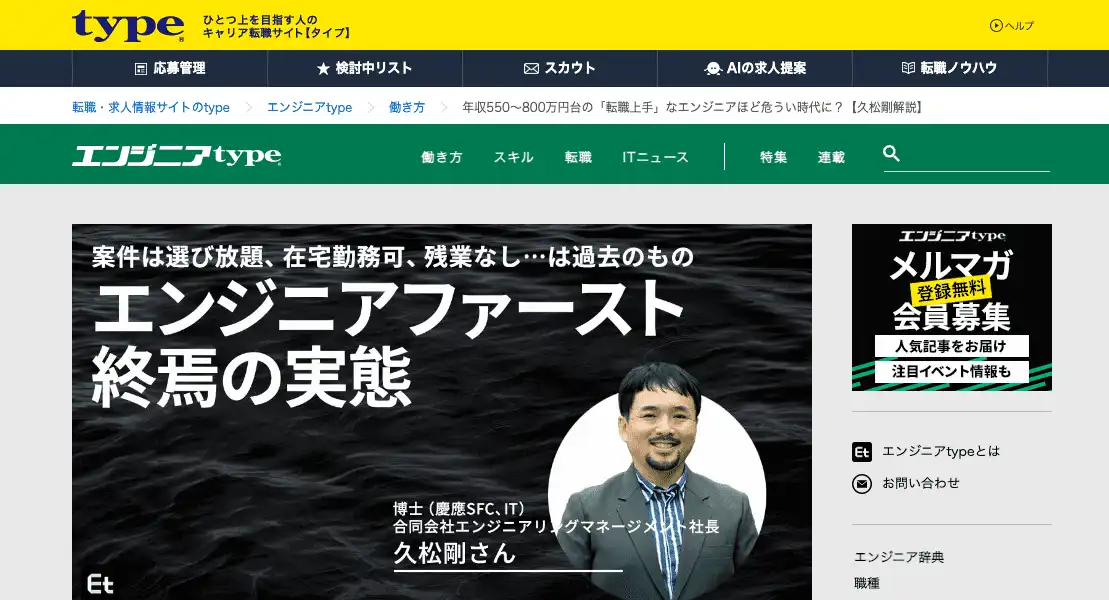 type
ひとつ上を目指す人の
キャリア転職サイト【タイプ】
ヘルプ
応募管理
検討中リスト
スカウト
AIの求人提案
転職ノウハウ
転職・求人情報サイトのtype
エンジニアtype
働き方
年収550〜800万円台の「転職上手」なエンジニアほど危うい時代に？【久松剛解説】
エンジニアtype
働き方
スキル
転職
ITニュース
特集
連載
案件は選び放題、在宅勤務可、残業なし…は過去のもの
エンジニアファースト
終焉の実態
博士（慶應SFC、IT）
合同会社エンジニアリングマネージメント社長
久松剛さん
Et
エンジニアtype
メルマガ
登録無料
会員募集
人気記事をお届け
注目イベント情報も
Et エンジニアtypeとは
お問い合わせ
エンジニア辞典
職種